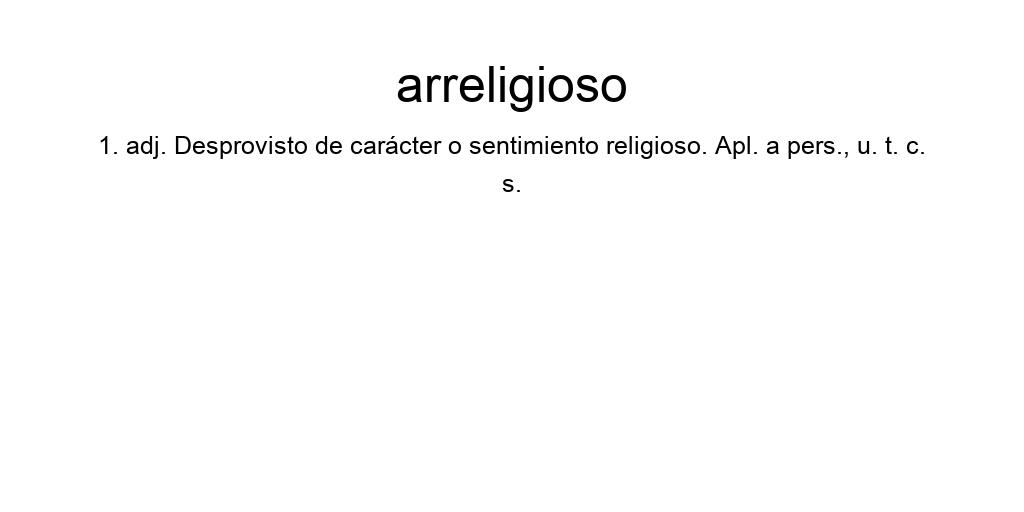 arreligioso
1. adj. Desprovisto de carácter o sentimiento religioso. Apl. a pers., u. t. c.
s.